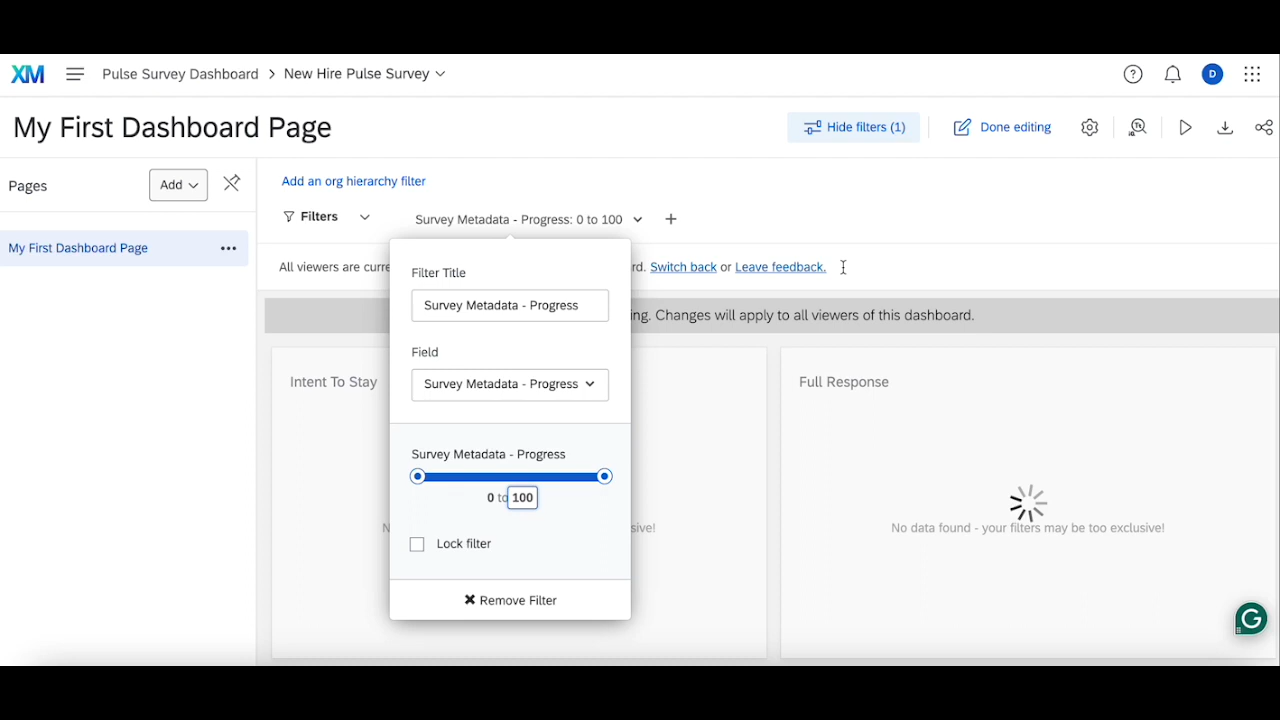 XM Pulse Survey Dashboard > New Hire Pulse Survey
D
My First Dashboard Page
Hide filters (1)
Done editing
Pages
Add
My First Dashboard Page
Add an org hierarchy filter
Filters
Survey Metadata - Progress: 0 to 100
All viewers are curre
rd. Switch back or Leave feedback.
ing. Changes will apply to all viewers of this dashboard.
Filter Title
Survey Metadata - Progress
Field
Survey Metadata - Progress
Survey Metadata - Progress
0 to 100
Lock filter
Remove Filter
Intent To Stay
N
sive!
Full Response
No data found - your filters may be too exclusive!
G